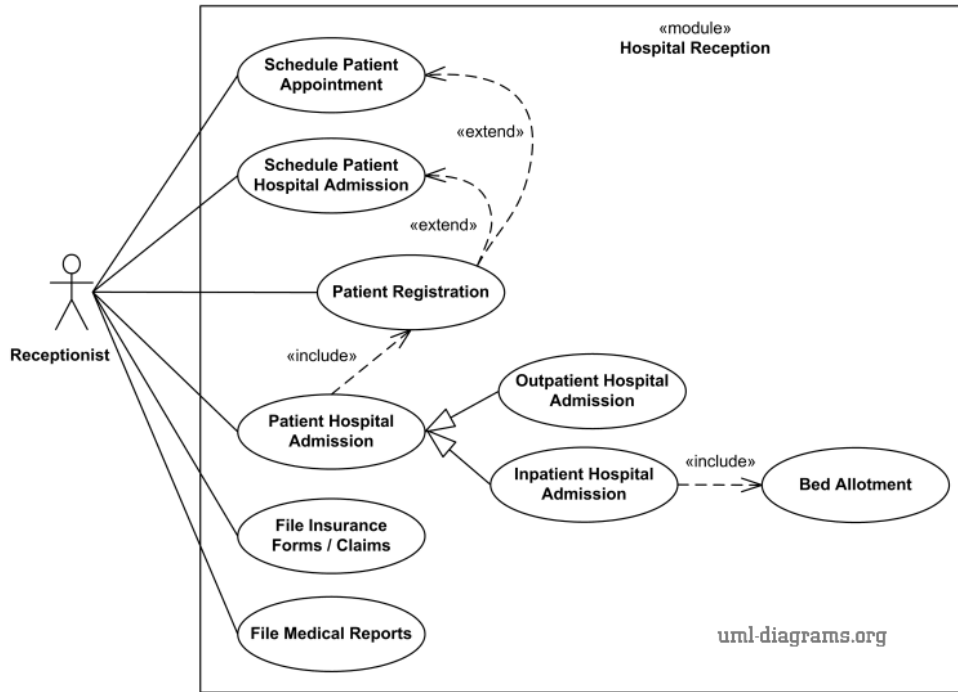 «module»
Hospital Reception
Schedule Patient
Appointment
«extend»
Schedule Patient
Hospital Admission
«extend»
Patient Registration
Receptionist
«include»
Outpatient Hospital
Admission
Patient Hospital
Admission
«include»
Inpatient Hospital
Admission
Bed Allotment
File Insurance
Forms / Claims
File Medical Reports
uml-diagrams.org